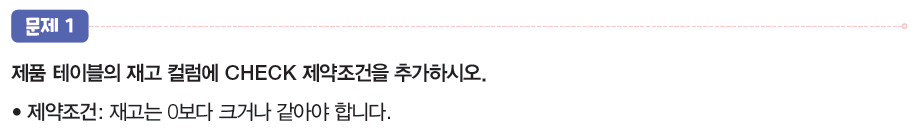 문제 1
제품 테이블의 재고 컬럼에 CHECK 제약조건을 추가하시오.
• 제약조건: 재고는 0보다 크거나 같아야 합니다.